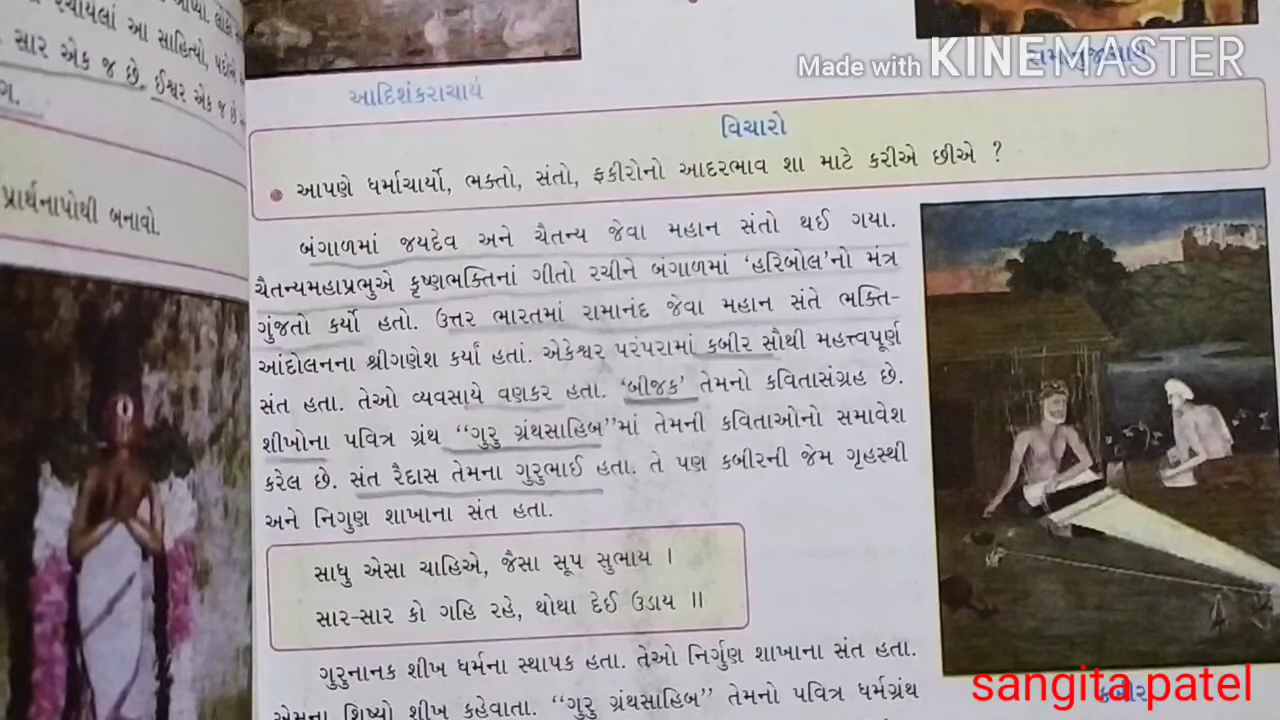 રચાયેલાં આ સાહિત્યો,
સાર એક જ છે. ઈશ્વર એક જ છે
ગ.
પ્રાર્થનાપોથી બનાવો.
Made with KINEMASTER
આદિશંકરાચાર્ય
વિચારો
• આપણે ધર્માચાર્યો, ભક્તો, સંતો, ફકીરોનો આદરભાવ શા માટે કરીએ છીએ ?
બંગાળમાં જયદેવ અને ચૈતન્ય જેવા મહાન સંતો થઈ ગયા.
ચૈતન્યમહાપ્રભુએ કૃષ્ણભક્તિનાં ગીતો રચીને બંગાળમાં ‘હરિબોલ’નો મંત્ર
ગુંજતો કર્યો હતો. ઉત્તર ભારતમાં રામાનંદ જેવા મહાન સંતે ભક્તિ-
આંદોલનના શ્રીગણેશ કર્યાં હતાં. એકેશ્વર પરંપરામાં કબીર સૌથી મહત્ત્વપૂર્ણ
સંત હતા. તેઓ વ્યવસાયે વણકર હતા. ‘બીજક’ તેમનો કવિતાસંગ્રહ છે.
શીખોના પવિત્ર ગ્રંથ “ગુરુ ગ્રંથસાહિબ”માં તેમની કવિતાઓનો સમાવેશ
કરેલ છે. સંત રૈદાસ તેમના ગુરુભાઈ હતા. તે પણ કબીરની જેમ ગૃહસ્થી
અને નિગુણ શાખાના સંત હતા.
સાધુ એસા ચાહિએ, જૈસા સૂપ સુભાય ।
સાર-સાર કો ગહિ રહે, થોથા દેઈ ઉડાય ॥
ગુરુનાનક શીખ ધર્મના સ્થાપક હતા. તેઓ નિર્ગુણ શાખાના સંત હતા.
એમના શિષ્યો શીખ કહેવાતા. “ગુરુ ગ્રંથસાહિબ” તેમનો પવિત્ર ધર્મગ્રંથ
કબીર
sangita patel